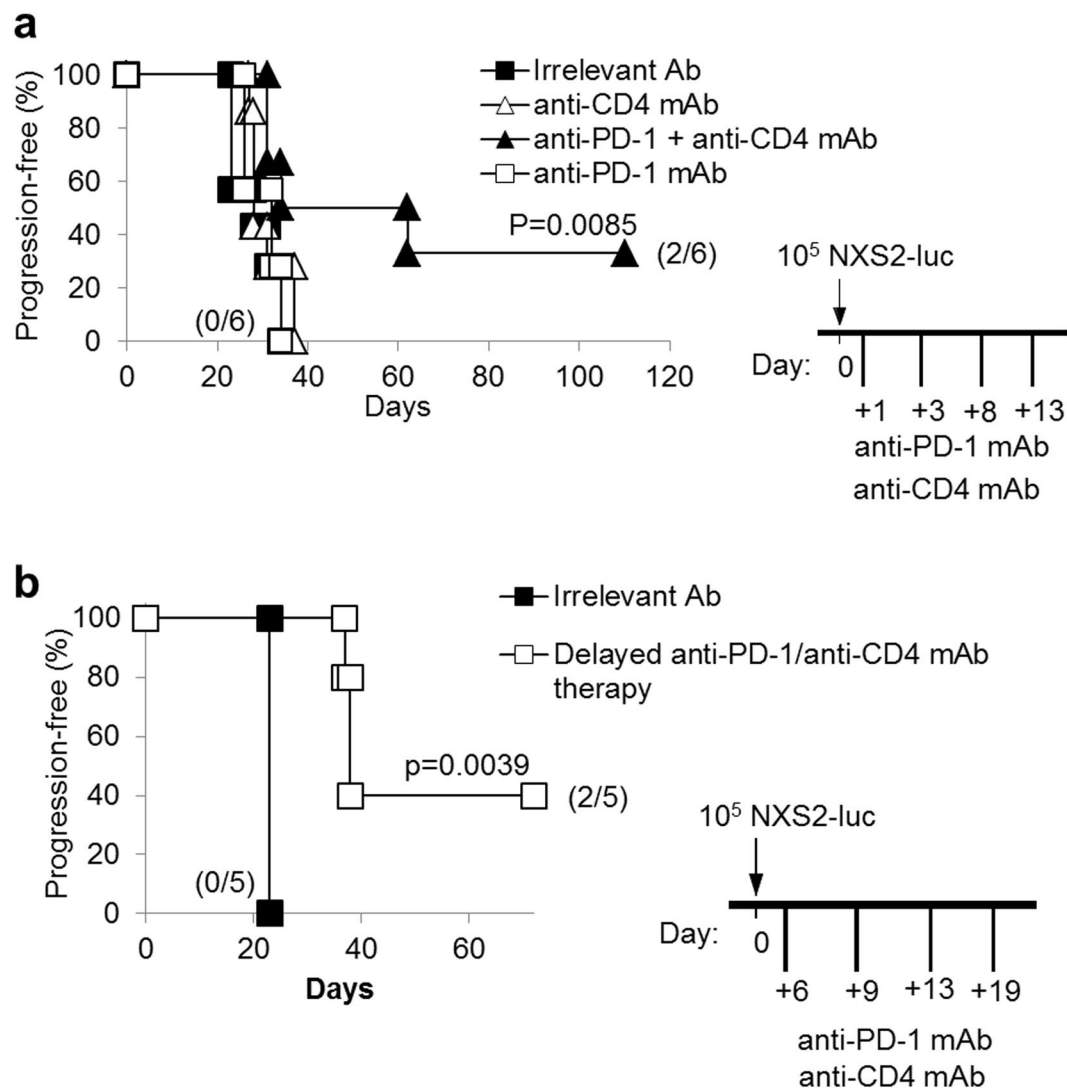 a
Progression-free (%)
100
80
60
40
20
0
0 20 40 60 80 100 120
Days
Irrelevant Ab
anti-CD4 mAb
anti-PD-1 + anti-CD4 mAb
anti-PD-1 mAb
P=0.0085
(2/6)
(0/6)
10⁵ NXS2-luc
Day: 0
+1 +3 +8 +13
anti-PD-1 mAb
anti-CD4 mAb
b
Progression-free (%)
100
80
60
40
20
0
0 20 40 60
Days
Irrelevant Ab
Delayed anti-PD-1/anti-CD4 mAb
therapy
p=0.0039
(2/5)
(0/5)
10⁵ NXS2-luc
Day: 0
+6 +9 +13 +19
anti-PD-1 mAb
anti-CD4 mAb